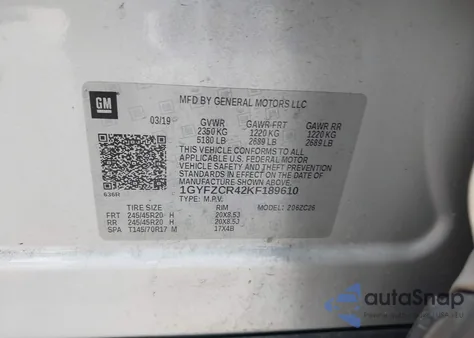 GM
MFD BY GENERAL MOTORS LLC
03/19 GVWR GAWR-FRT GAWR RR
2350 KG 1220 KG 1220 KG
5180 LB 2689 LB 2689 LB
THIS VEHICLE CONFORMS TO ALL
APPLICABLE U.S. FEDERAL MOTOR
VEHICLE SAFETY AND THEFT PREVENTION
STANDARDS IN EFFECT ON THE DATE OF
MANUFACTURE SHOWN ABOVE.
1GYFZCR42KF189610
TYPE: M.P.V.
TIRE SIZE RIM MODEL:
FRT 245/45R20 H 20X8.5J
RR 245/45R20 H 20X8.5J
SPA T145/70R17 M 17X4B
autoSnap